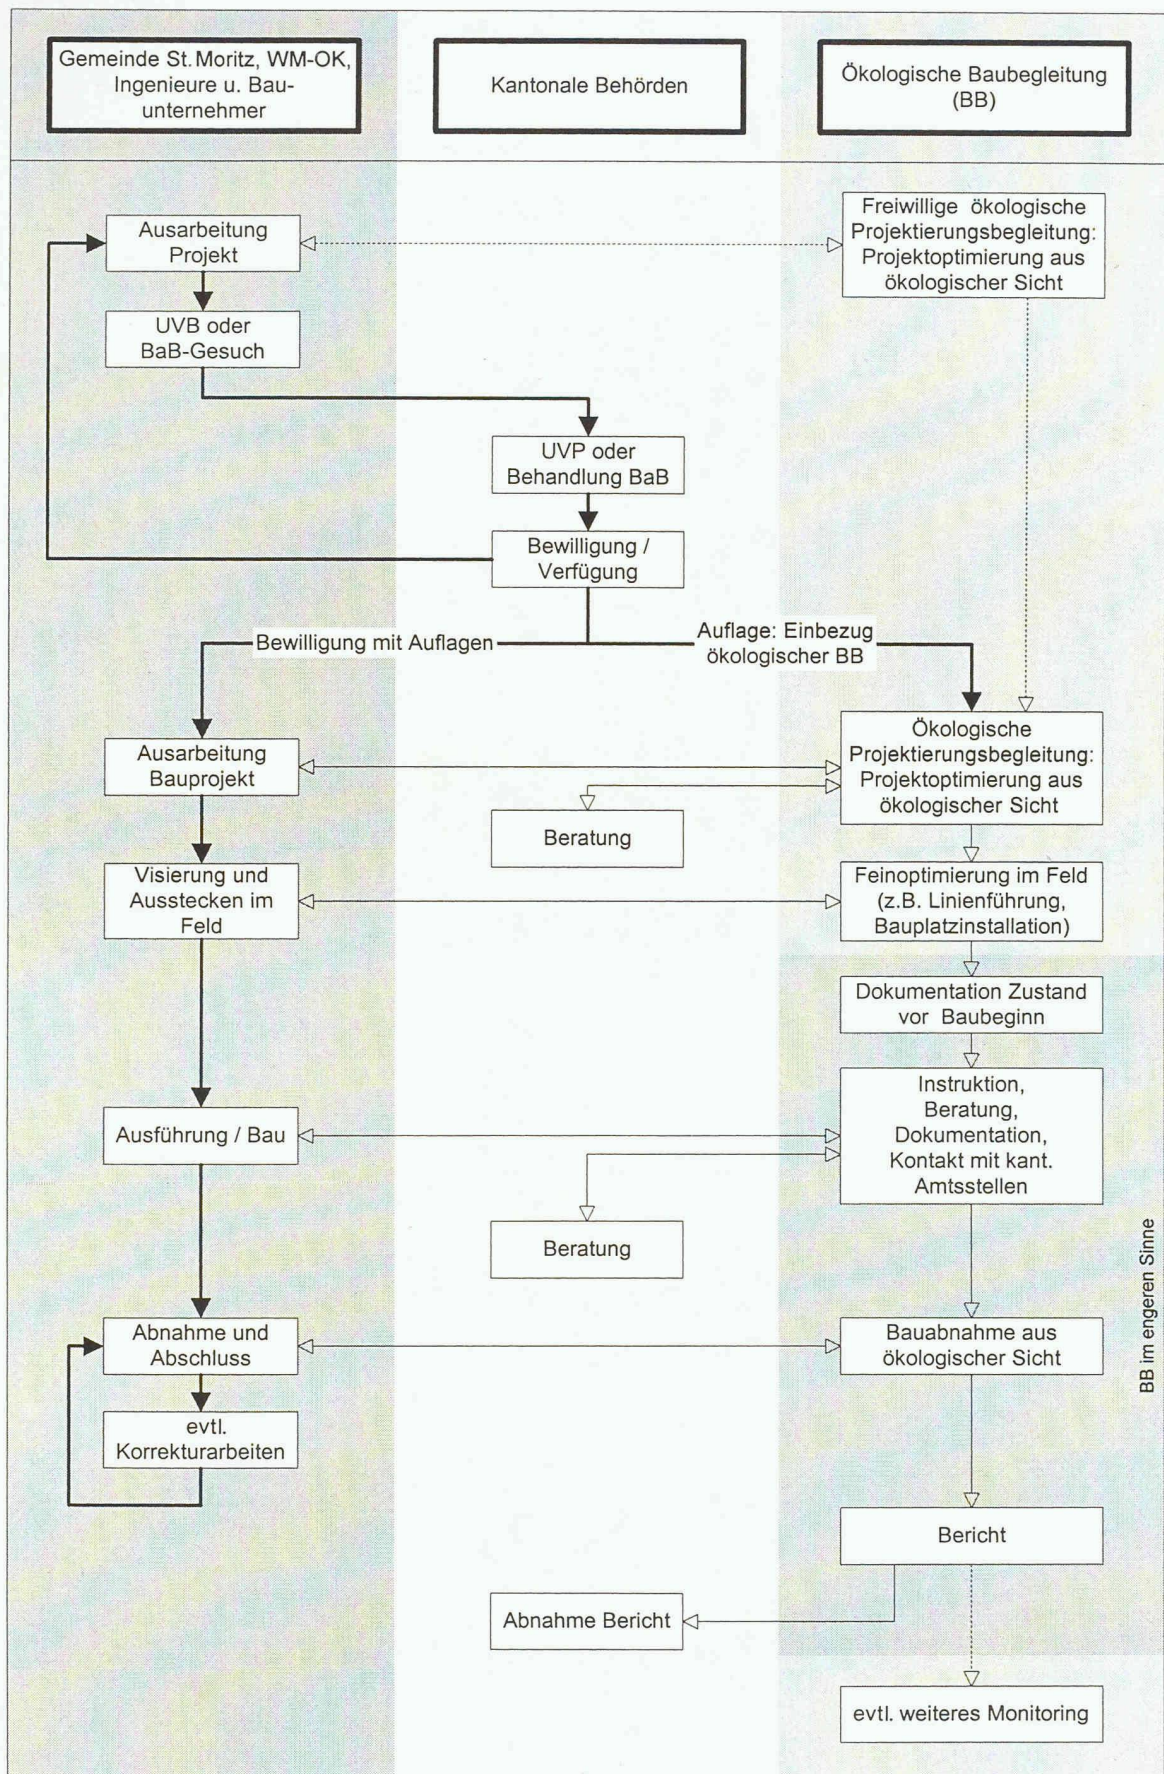 Gemeinde St. Moritz, WM-OK,
Ingenieure u. Bau-
unternehmer
Kantonale Behörden
Ökologische Baubegleitung
(BB)
Ausarbeitung
Projekt
Freiwillige ökologische
Projektierungsbegleitung:
Projektoptimierung aus
ökologischer Sicht
UVB oder
BaB-Gesuch
UVP oder
Behandlung BaB
Bewilligung /
Verfügung
Bewilligung mit Auflagen
Auflage: Einbezug
ökologischer BB
Ausarbeitung
Bauprojekt
Ökologische
Projektierungsbegleitung:
Projektoptimierung aus
ökologischer Sicht
Beratung
Visierung und
Ausstecken im
Feld
Feinoptimierung im Feld
(z.B. Linienführung,
Bauplatzinstallation)
Dokumentation Zustand
vor Baubeginn
Ausführung / Bau
Instruktion,
Beratung,
Dokumentation,
Kontakt mit kant.
Amtsstellen
Beratung
BB im engeren Sinne
Abnahme und
Abschluss
Bauabnahme aus
ökologischer Sicht
evtl.
Korrekturarbeiten
Bericht
Abnahme Bericht
evtl. weiteres Monitoring